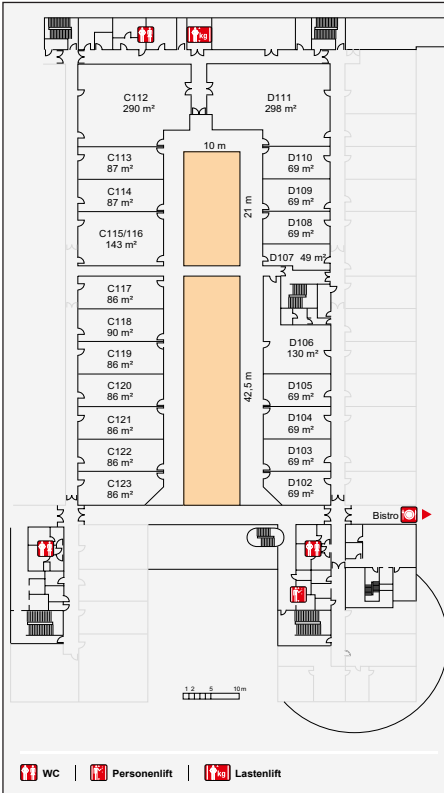 kg
C112
290 m²
D111
298 m²
10 m
C113
87 m²
D110
69 m²
C114
87 m²
D109
69 m²
21 m
C115/116
143 m²
D108
69 m²
D107 49 m²
C117
86 m²
C118
90 m²
D106
130 m²
C119
86 m²
42,5 m
C120
86 m²
D105
69 m²
C121
86 m²
D104
69 m²
C122
86 m²
D103
69 m²
C123
86 m²
D102
69 m²
Bistro
1 2 5 10 m
WC
Personenlift
kg Lastenlift